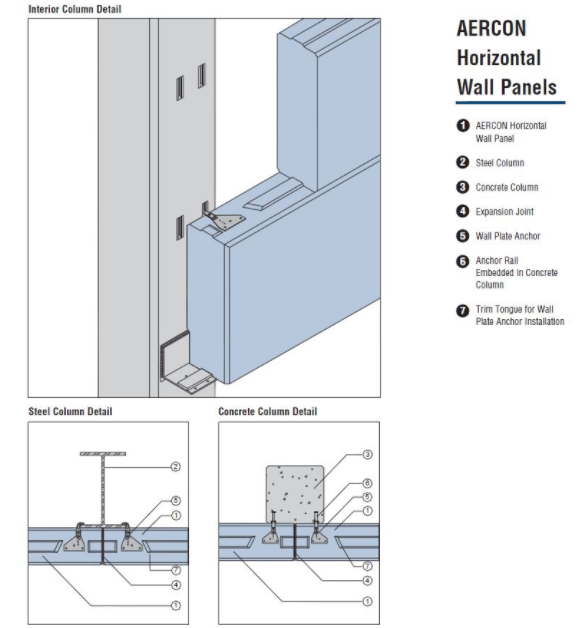 Interior Column Detail
AERCON
Horizontal
Wall Panels
1 AERCON Horizontal
Wall Panel
2 Steel Column
3 Concrete Column
4 Expansion Joint
5 Wall Plate Anchor
6 Anchor Rail
Embedded in Concrete
Column
7 Trim Tongue for Wall
Plate Anchor Installation
Steel Column Detail
2
5
1
7
4
1
Concrete Column Detail
3
6
5
1
7
4
1